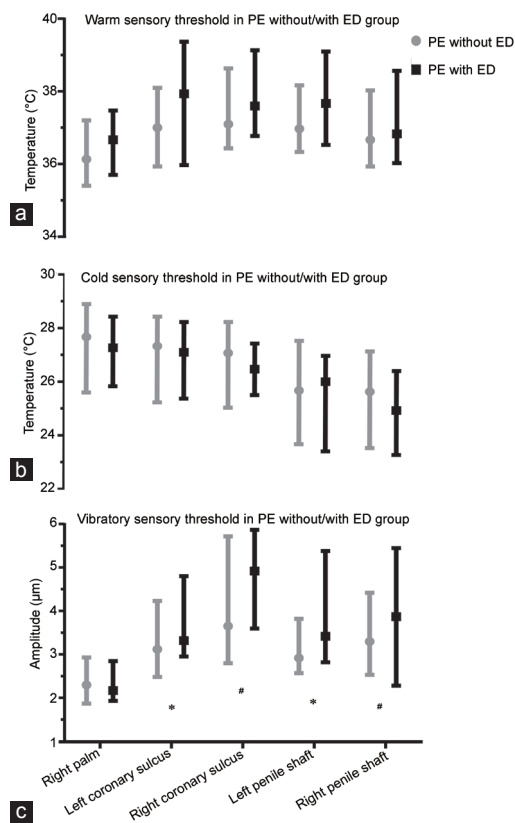 Warm sensory threshold in PE without/with ED group
PE without ED
PE with ED
Temperature (°C)
40
38
36
34
a
Cold sensory threshold in PE without/with ED group
Temperature (°C)
30
28
26
24
22
b
Vibratory sensory threshold in PE without/with ED group
Amplitude (µm)
6
5
4
3
2
1
* # * #
Right palm
Left coronary sulcus
Right coronary sulcus
Left penile shaft
Right penile shaft
c